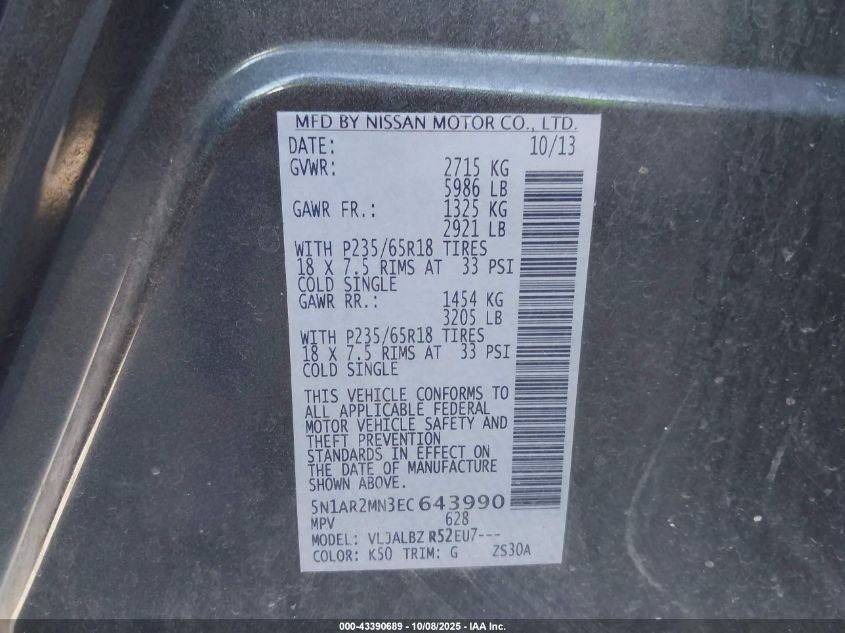 MFD BY NISSAN MOTOR CO., LTD.
DATE: 10/13
GVWR: 2715 KG
5986 LB
GAWR FR.: 1325 KG
2921 LB
WITH P235/65R18 TIRES
18 X 7.5 RIMS AT 33 PSI
COLD SINGLE
GAWR RR.: 1454 KG
3205 LB
WITH P235/65R18 TIRES
18 X 7.5 RIMS AT 33 PSI
COLD SINGLE
THIS VEHICLE CONFORMS TO
ALL APPLICABLE FEDERAL
MOTOR VEHICLE SAFETY AND
THEFT PREVENTION
STANDARDS IN EFFECT ON
THE DATE OF MANUFACTURE
SHOWN ABOVE.
5N1AR2MN3EC643990
MPV 628
MODEL: VLJALBZ R52EU7---
COLOR: K50 TRIM: G ZS30A
000-43390689 - 10/08/2025 - IAA Inc.